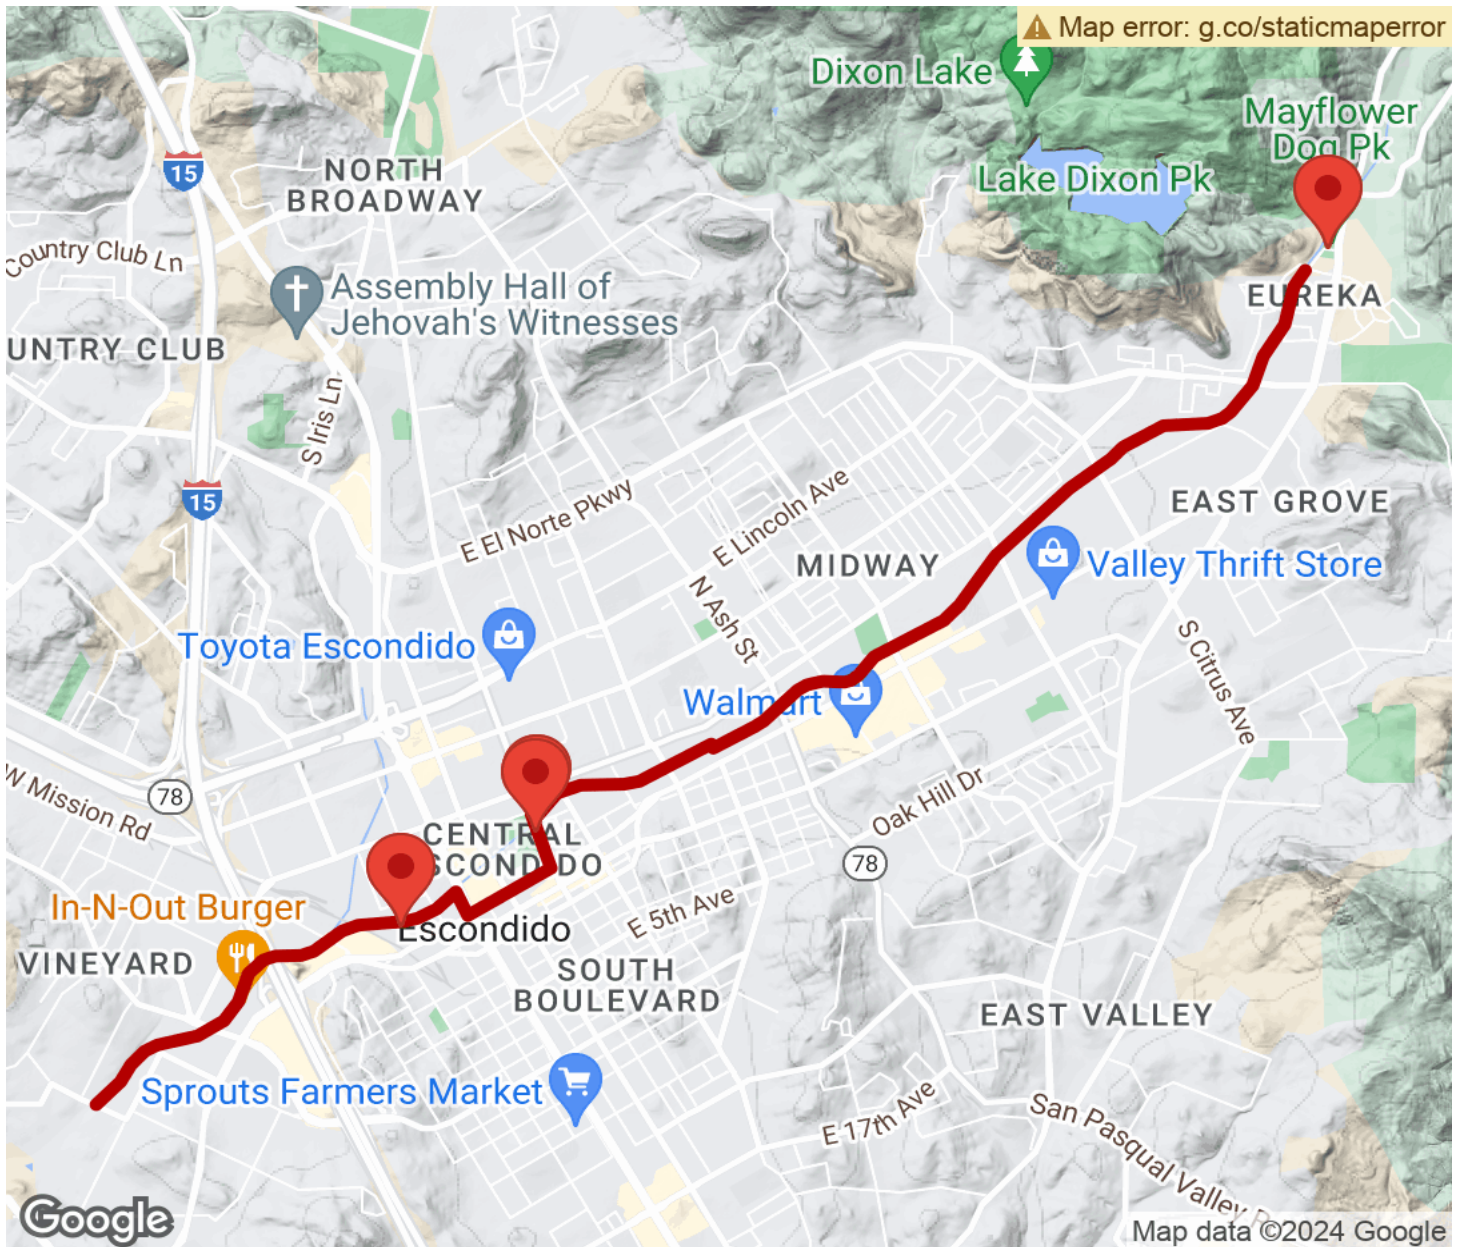 Map error: g.co/staticmaperror
Dixon Lake
Mayflower
Dog Pk
Lake Dixon Pk
15
NORTH
BROADWAY
Country Club Ln
Assembly Hall of
Jehovah's Witnesses
EUREKA
UNTRY CLUB
S Iris Ln
15
E El Norte Pkwy
E Lincoln Ave
EAST GROVE
MIDWAY
Valley Thrift Store
N Ash St
Toyota Escondido
S Citrus Ave
Walmart
W Mission Rd
78
Oak Hill Dr
CENTRAL
ESCONDIDO
78
In-N-Out Burger
E 5th Ave
Escondido
VINEYARD
SOUTH
BOULEVARD
EAST VALLEY
Sprouts Farmers Market
E 17th Ave
San Pasqual Valley R
Google
Map data ©2024 Google